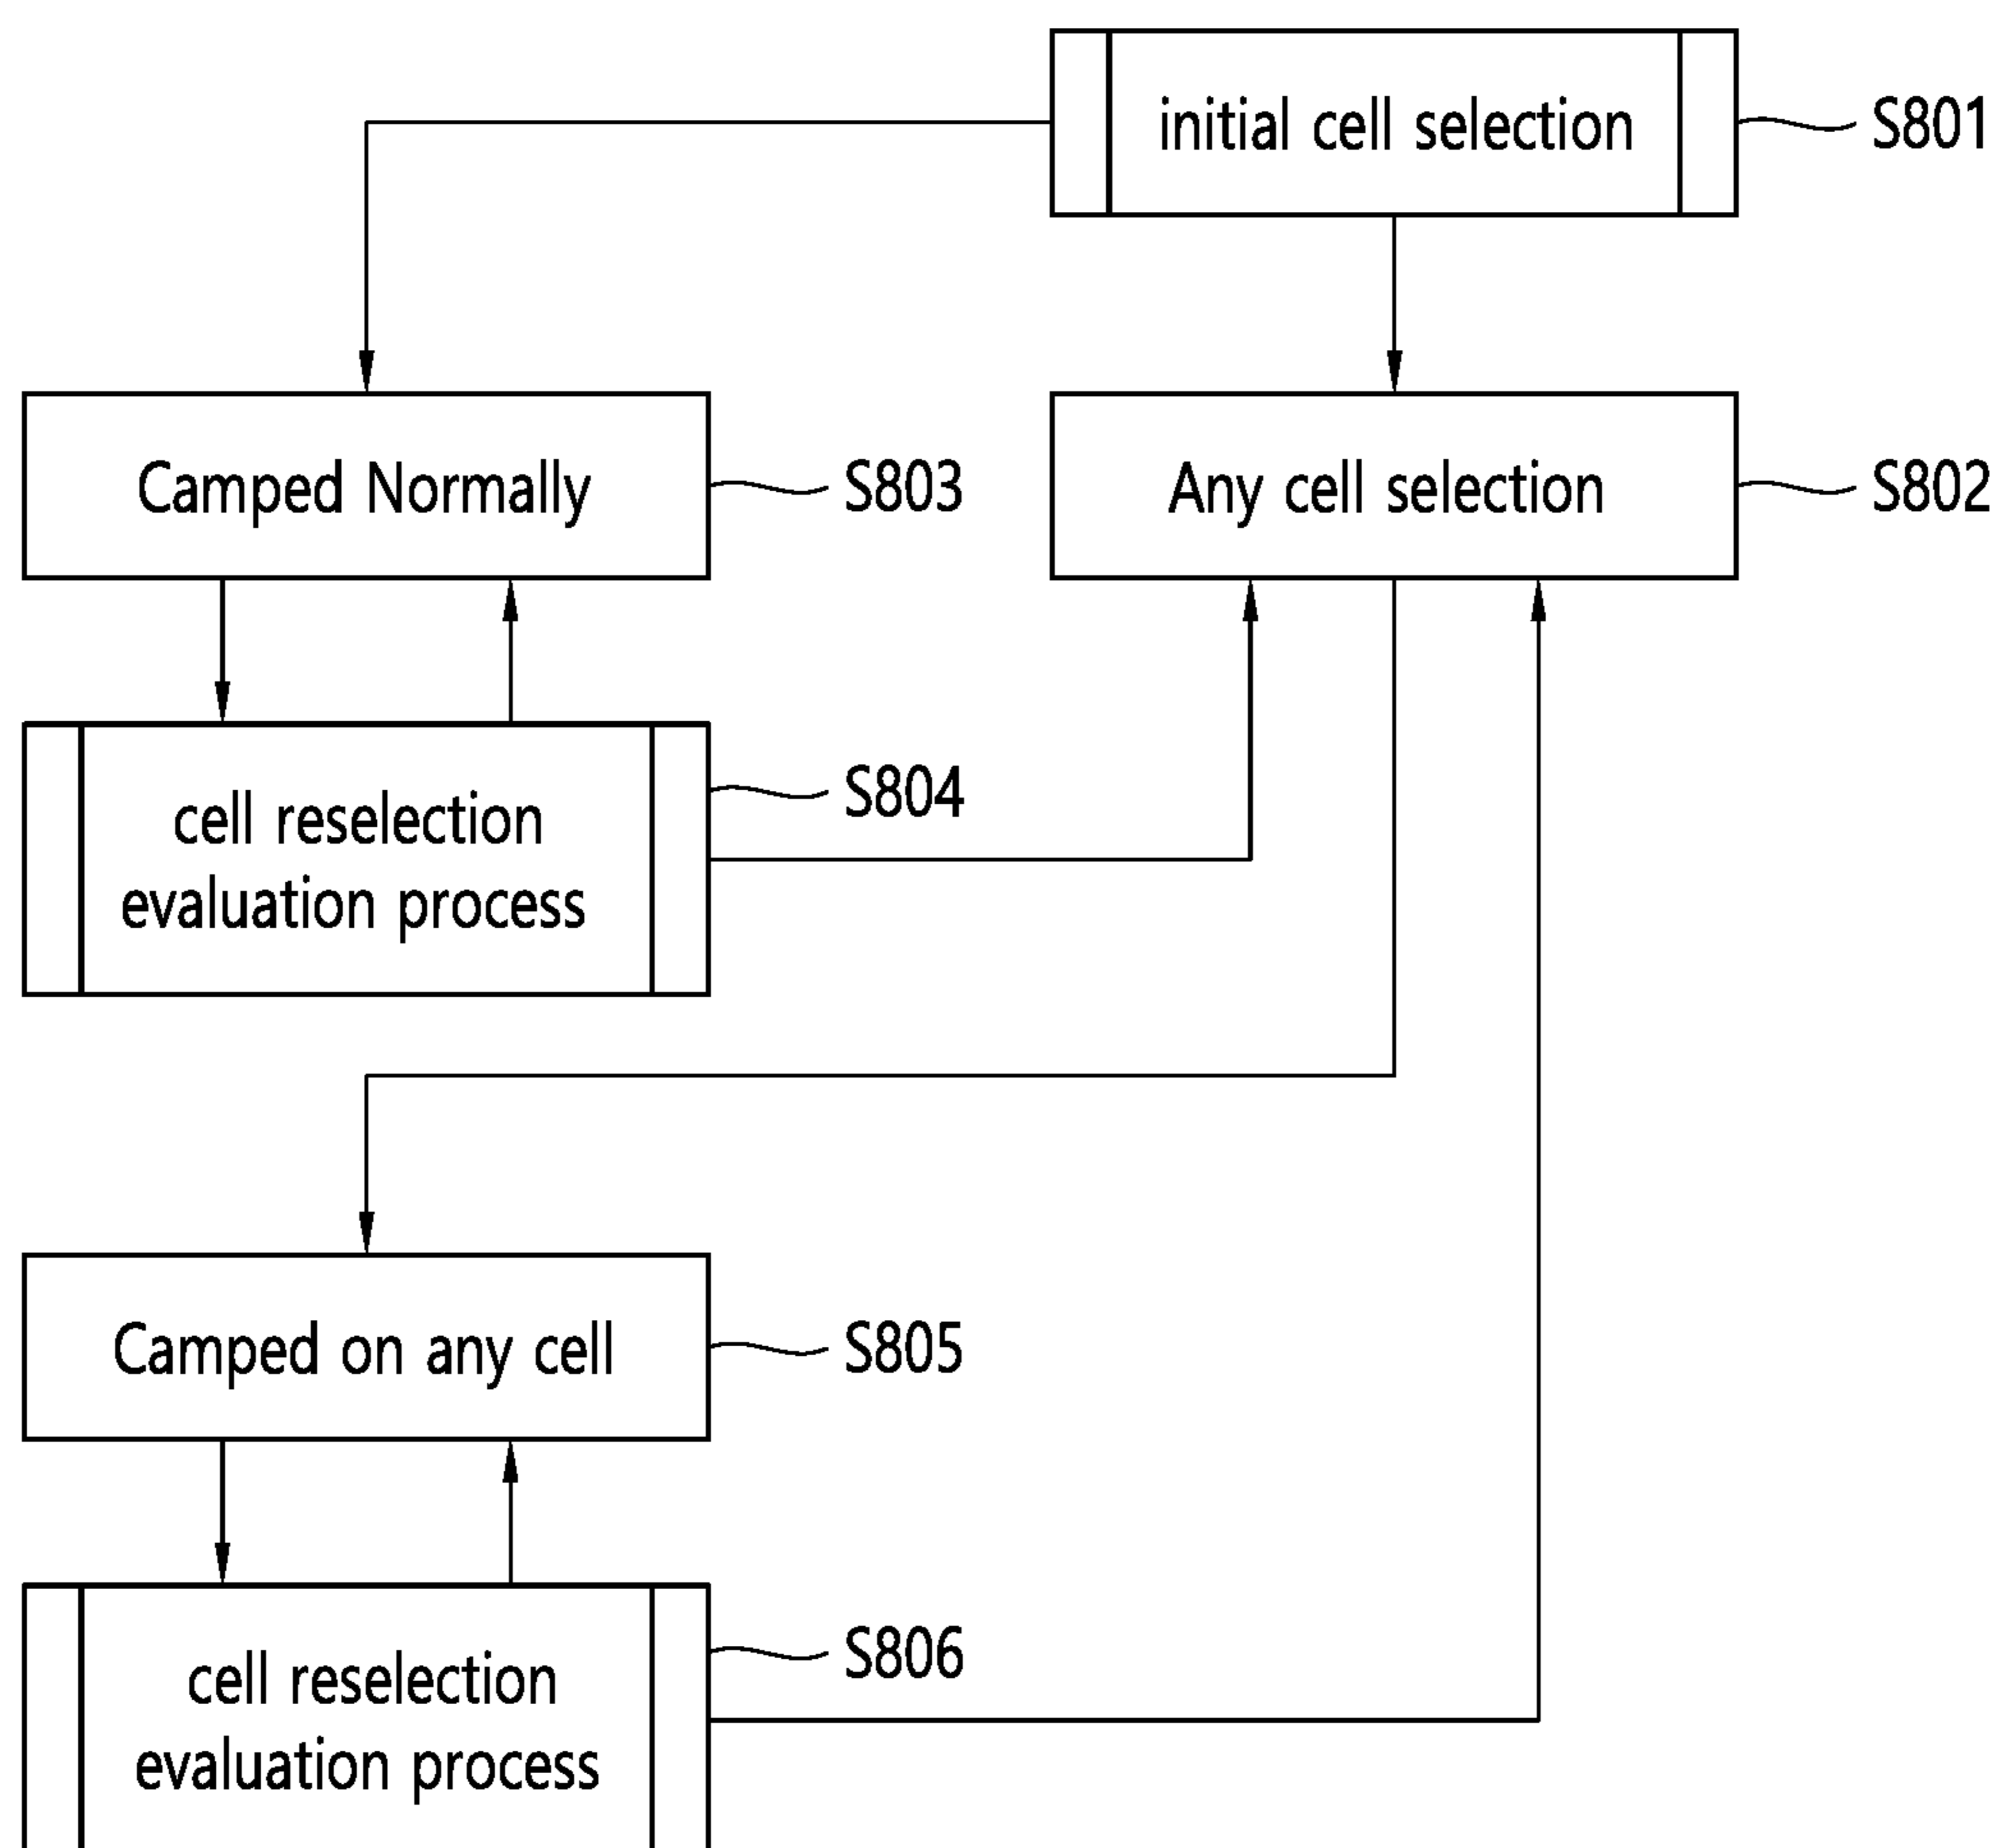 initial cell selection
S801
Camped Normally
S803
Any cell selection
S802
cell reselection
evaluation process
S804
Camped on any cell
S805
cell reselection
evaluation process
S806